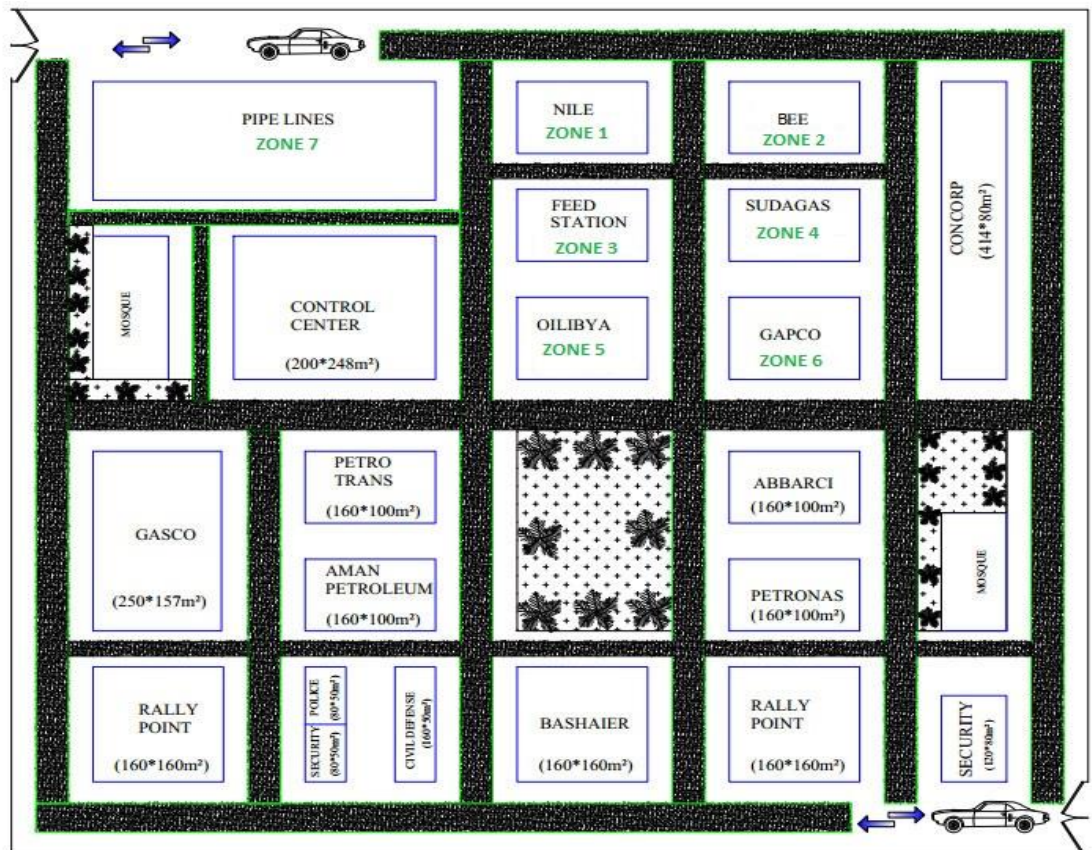 PIPE LINES
ZONE 7
NILE
ZONE 1
BEE
ZONE 2
FEED
STATION
ZONE 3
SUDAGAS
ZONE 4
CONCORP
(414*80m²)
MOSQUE
CONTROL
CENTER
(200*248m²)
OILIBYA
ZONE 5
GAPCO
ZONE 6
GASCO
(250*157m²)
PETRO
TRANS
(160*100m²)
AMAN
PETROLEUM
(160*100m²)
ABBARCI
(160*100m²)
PETRONAS
(160*100m²)
MOSQUE
RALLY
POINT
(160*160m²)
POLICE
(80*50m²)
SECURITY
(80*50m²)
CIVIL DEFENSE
(160*50m²)
BASHAIER
(160*160m²)
RALLY
POINT
(160*160m²)
SECURITY
(120*80m²)